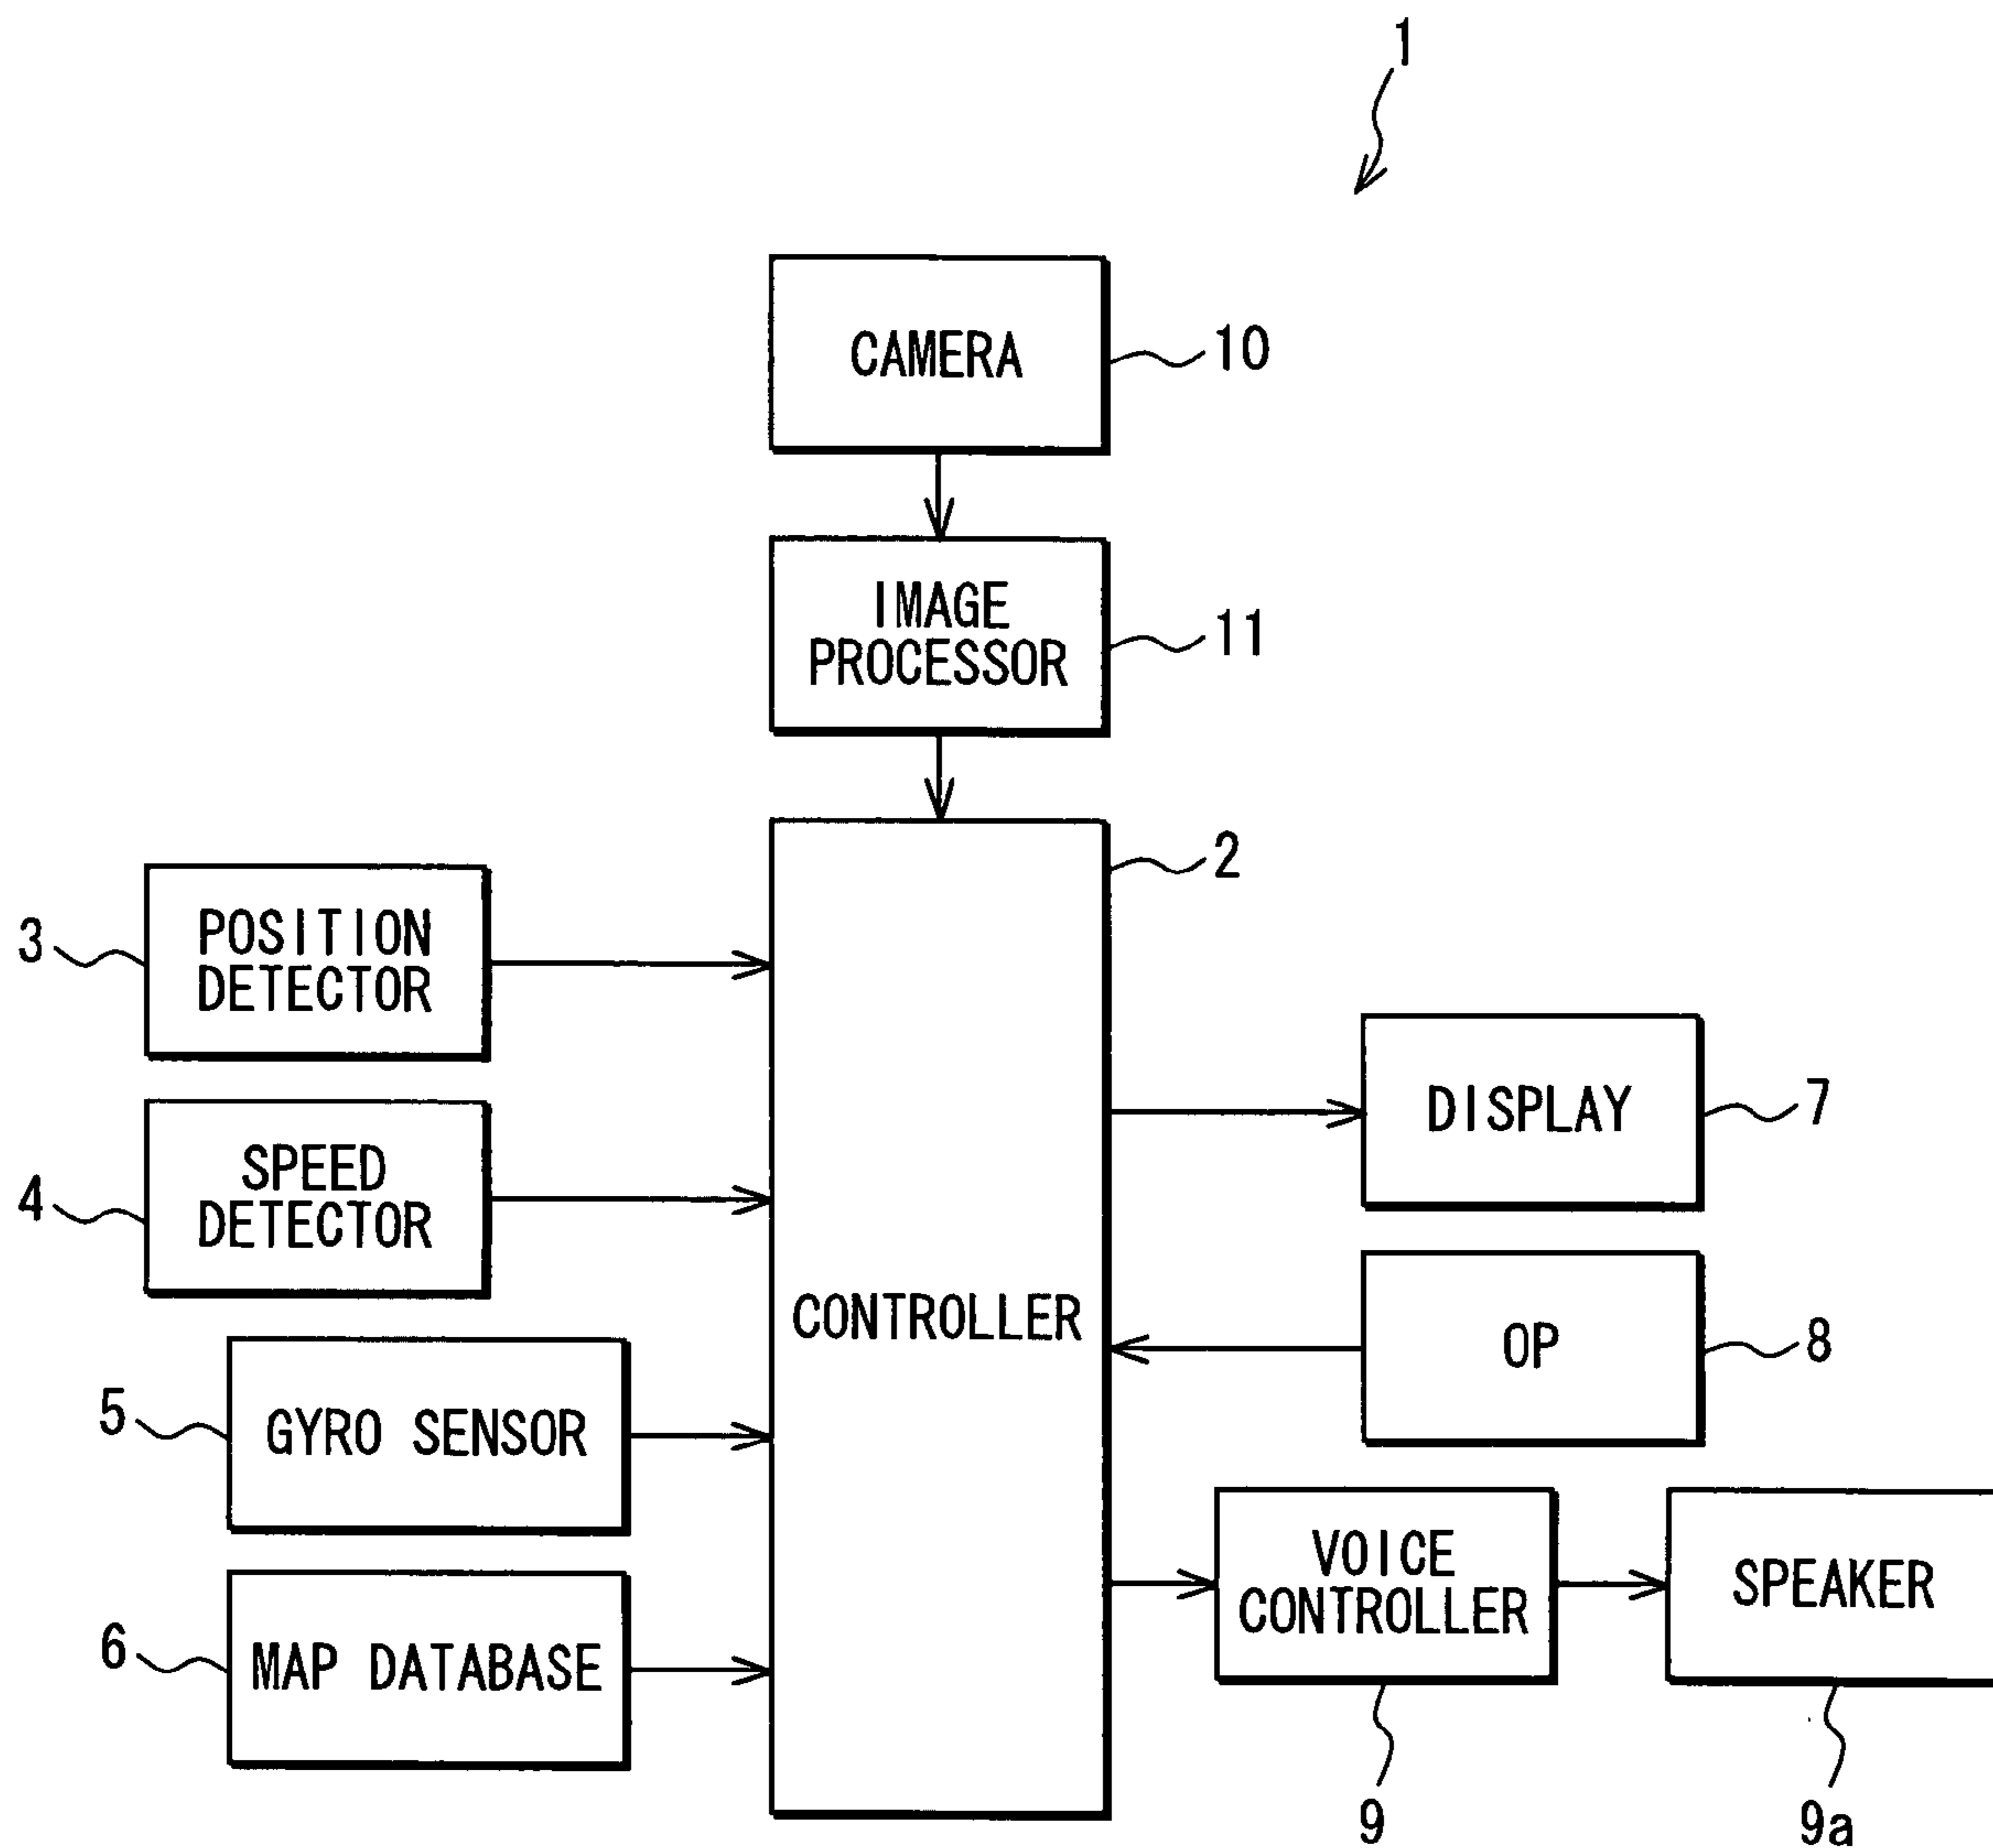 1
CAMERA
10
IMAGE
PROCESSOR
11
2
3
POSITION
DETECTOR
4
SPEED
DETECTOR
5
GYRO SENSOR
6
MAP DATABASE
CONTROLLER
DISPLAY
7
OP
8
VOICE
CONTROLLER
SPEAKER
9
9a